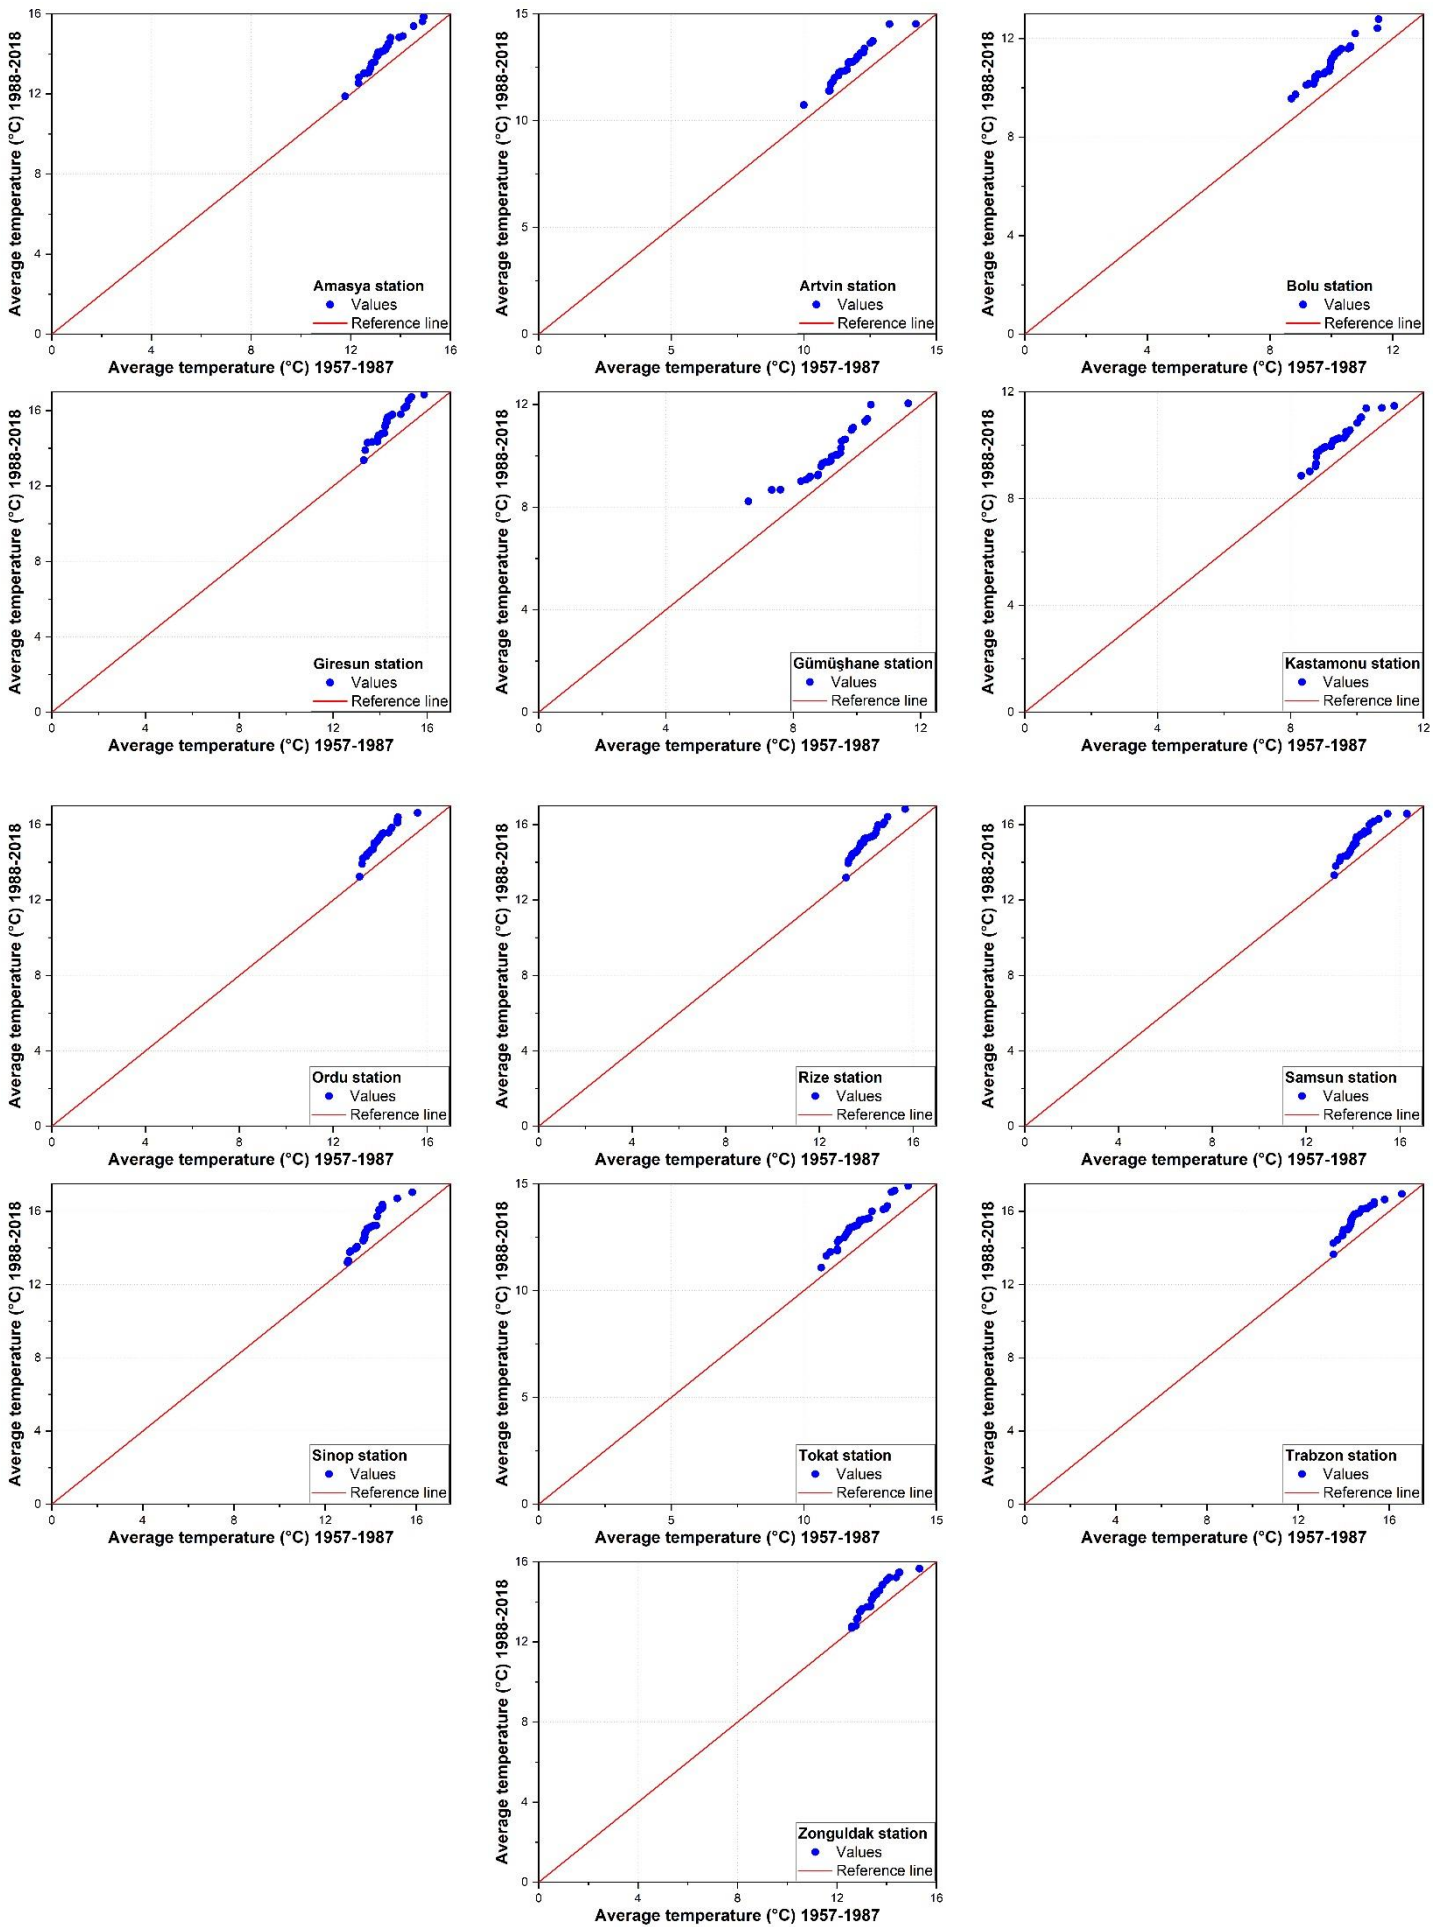 Average temperature (°C) 1988-2018
16
12
8
4
0
Amasya station
Values
Reference line
0 4 8 12 16
Average temperature (°C) 1957-1987
Average temperature (°C) 1988-2018
15
10
5
0
Artvin station
Values
Reference line
0 5 10 15
Average temperature (°C) 1957-1987
Average temperature (°C) 1988-2018
12
8
4
0
Bolu station
Values
Reference line
0 4 8 12
Average temperature (°C) 1957-1987
Average temperature (°C) 1988-2018
16
12
8
4
0
Giresun station
Values
Reference line
0 4 8 12 16
Average temperature (°C) 1957-1987
Average temperature (°C) 1988-2018
12
8
4
0
Gümüşhane station
Values
Reference line
0 4 8 12
Average temperature (°C) 1957-1987
Average temperature (°C) 1988-2018
12
8
4
0
Kastamonu station
Values
Reference line
0 4 8 12
Average temperature (°C) 1957-1987
Average temperature (°C) 1988-2018
16
12
8
4
0
Ordu station
Values
Reference line
0 4 8 12 16
Average temperature (°C) 1957-1987
Average temperature (°C) 1988-2018
16
12
8
4
0
Rize station
Values
Reference line
0 4 8 12 16
Average temperature (°C) 1957-1987
Average temperature (°C) 1988-2018
16
12
8
4
0
Samsun station
Values
Reference line
0 4 8 12 16
Average temperature (°C) 1957-1987
Average temperature (°C) 1988-2018
16
12
8
4
0
Sinop station
Values
Reference line
0 4 8 12 16
Average temperature (°C) 1957-1987
Average temperature (°C) 1988-2018
15
10
5
0
Tokat station
Values
Reference line
0 5 10 15
Average temperature (°C) 1957-1987
Average temperature (°C) 1988-2018
16
12
8
4
0
Trabzon station
Values
Reference line
0 4 8 12 16
Average temperature (°C) 1957-1987
Average temperature (°C) 1988-2018
16
12
8
4
0
Zonguldak station
Values
Reference line
0 4 8 12 16
Average temperature (°C) 1957-1987